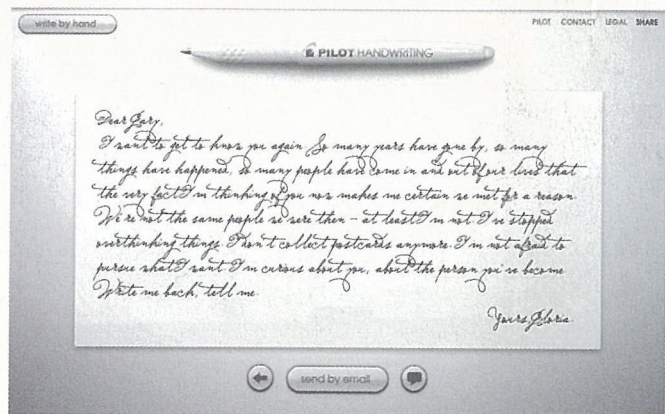 write by hand
PILOT CONTACT LEGAL SHARE
PILOT HANDWRITING
Dear Gary,
I want to get to know you again. So many years have gone by, so many
things have happened, so many people have come in and out of our lives that
the very fact I'm thinking of you now makes me certain we met for a reason.
We're not the same people we were then – at least I'm not. I've stopped
overthinking things. I don't collect postcards anymore. I'm not afraid to
pursue what I want. I'm curious about you, about the person you've become.
Write me back, tell me.
Yours, Gloria
send by email